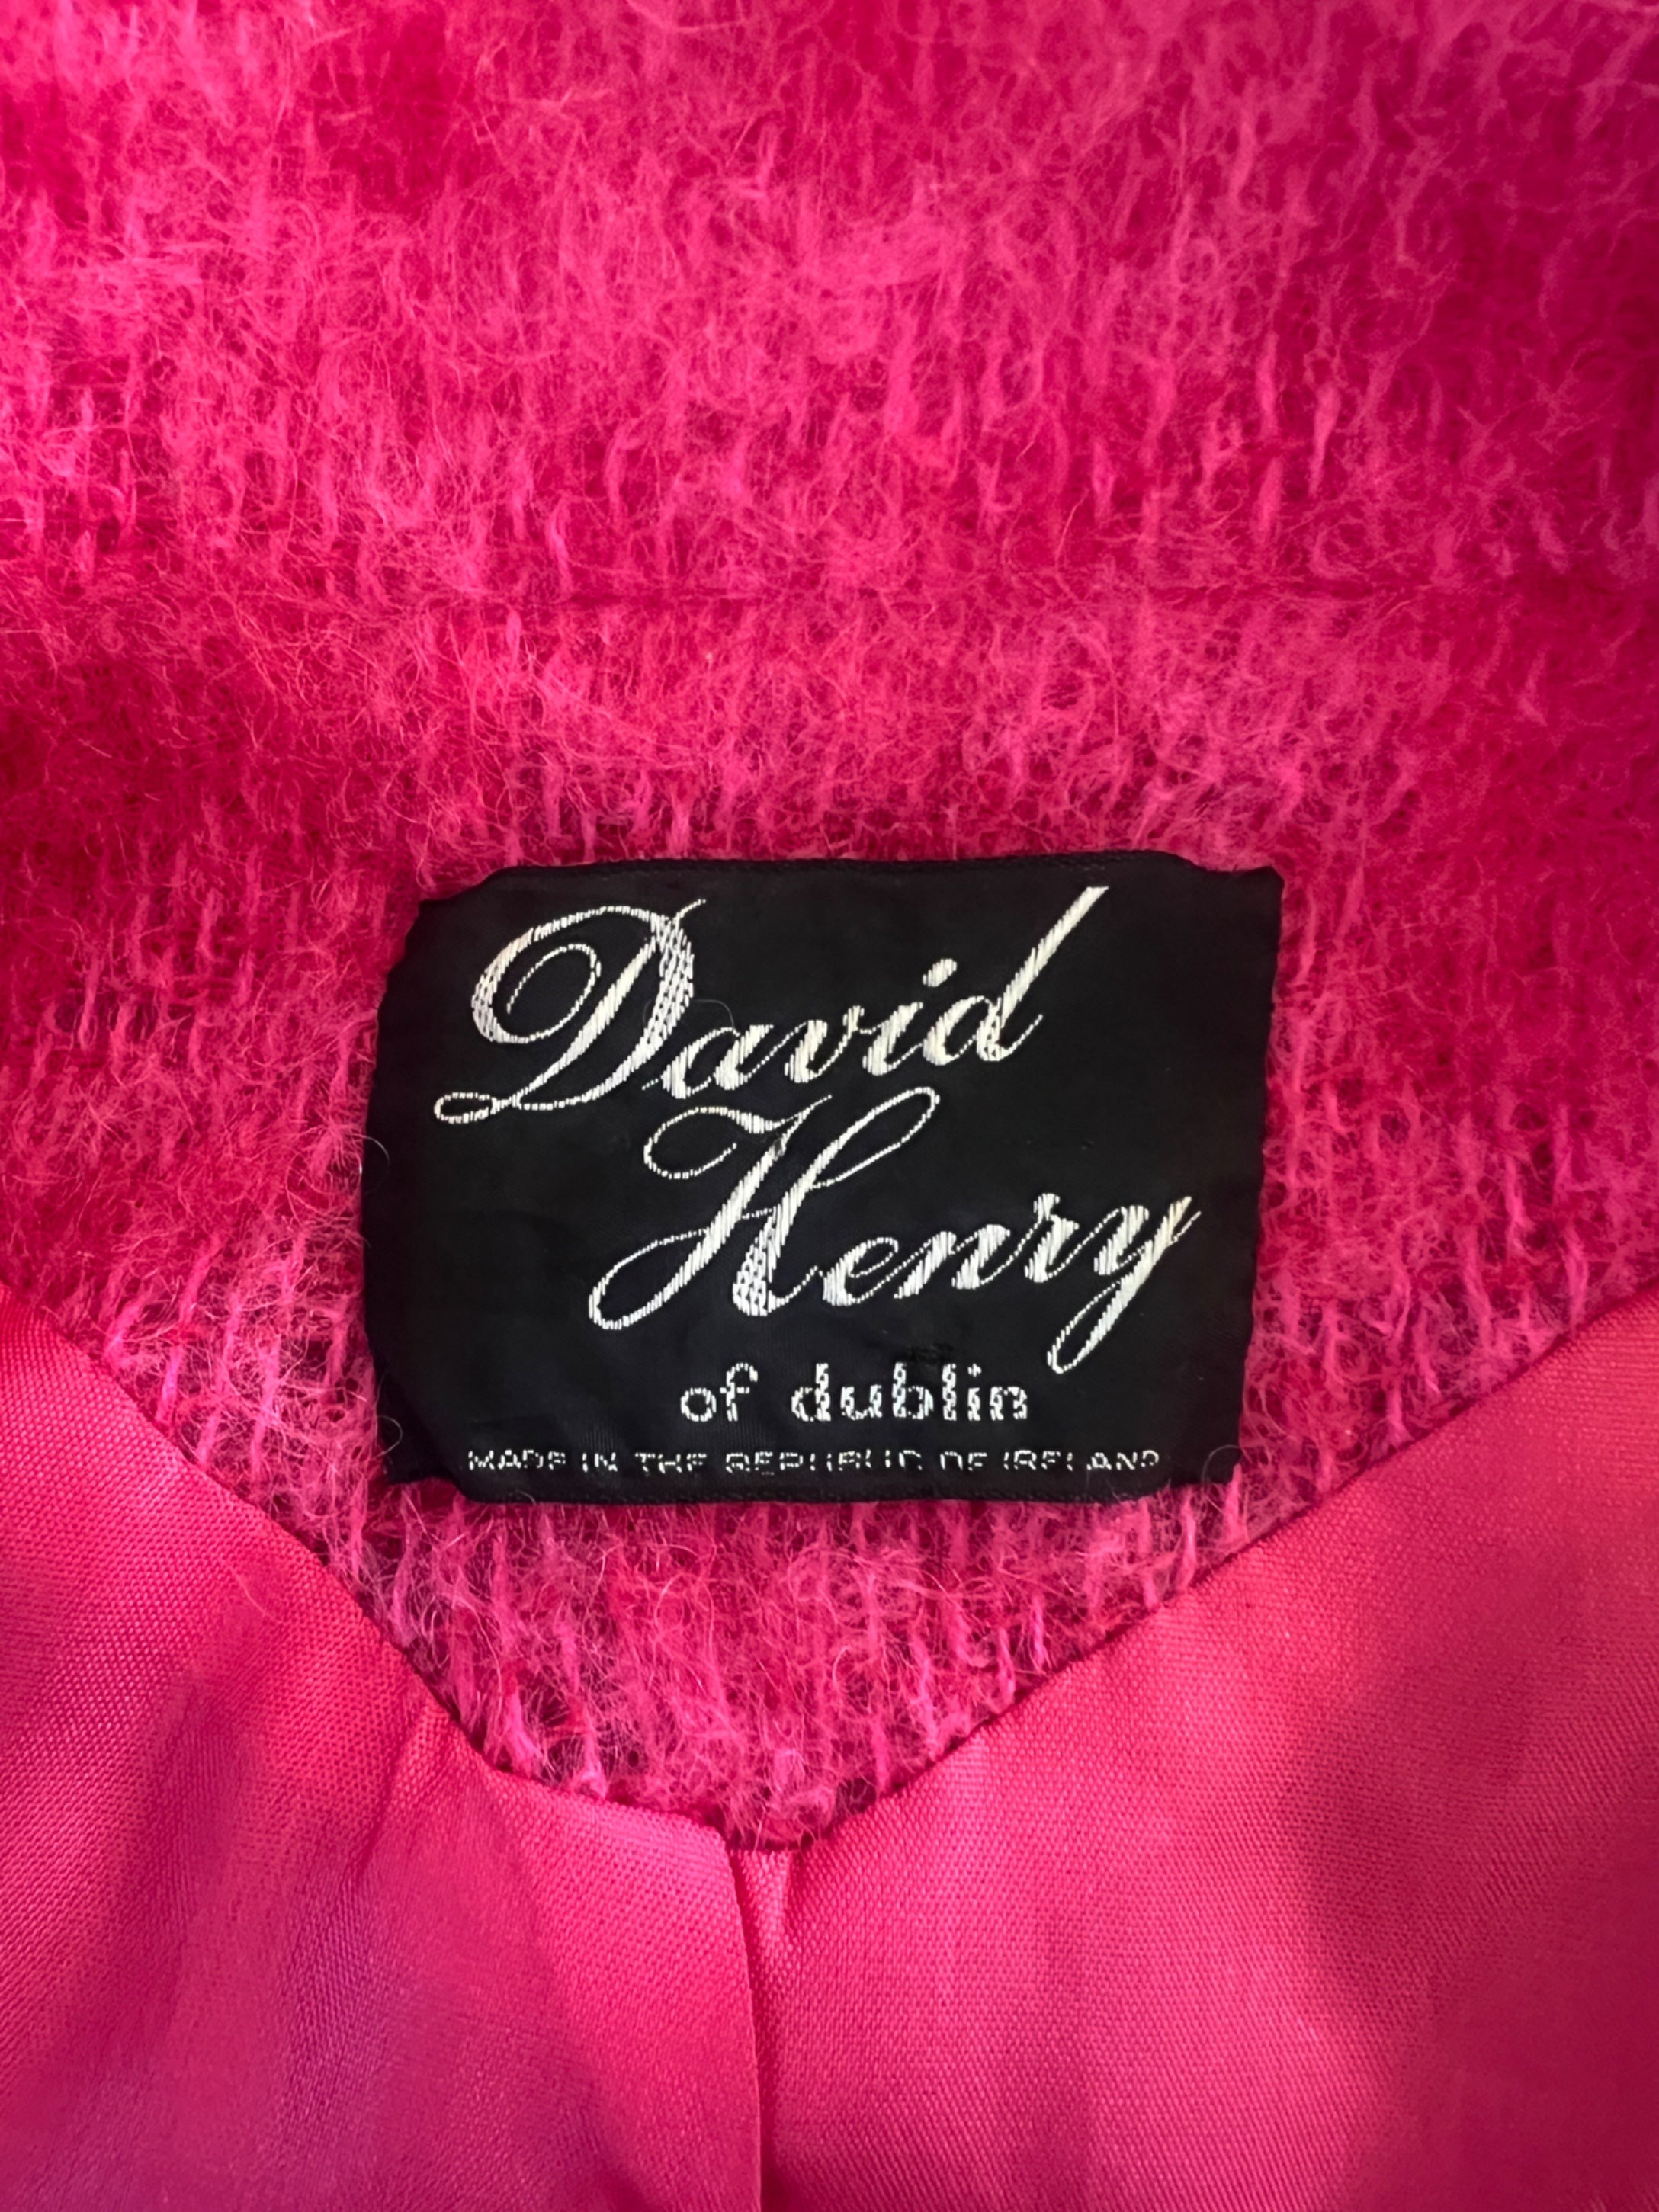 David
Henry
of dublin
MADE IN THE REPUBLIC OF IRELAND